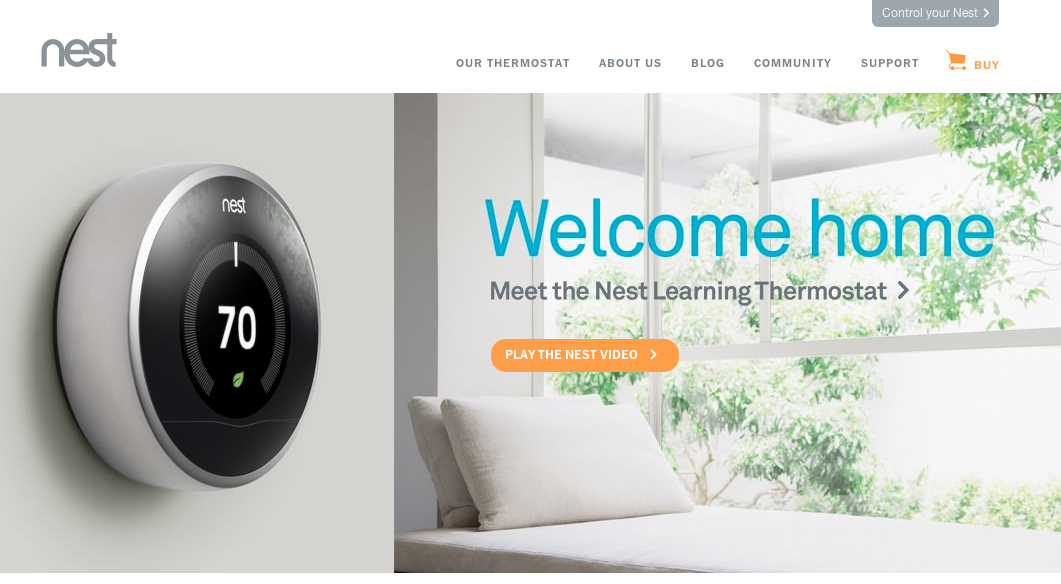 Control your Nest
nest
OUR THERMOSTAT ABOUT US BLOG COMMUNITY SUPPORT BUY
nest
70
Welcome home
Meet the Nest Learning Thermostat
PLAY THE NEST VIDEO